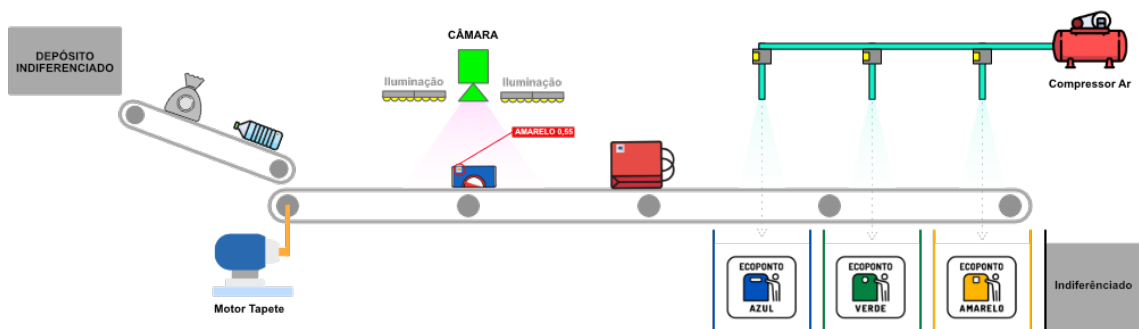 DEPÓSITO
INDIFERENCIADO
CÂMARA
Iluminação
Iluminação
AMARELO 0,55
Compressor Ar
Motor Tapete
ECOPONTO
AZUL
ECOPONTO
VERDE
ECOPONTO
AMARELO
Indiferênciado